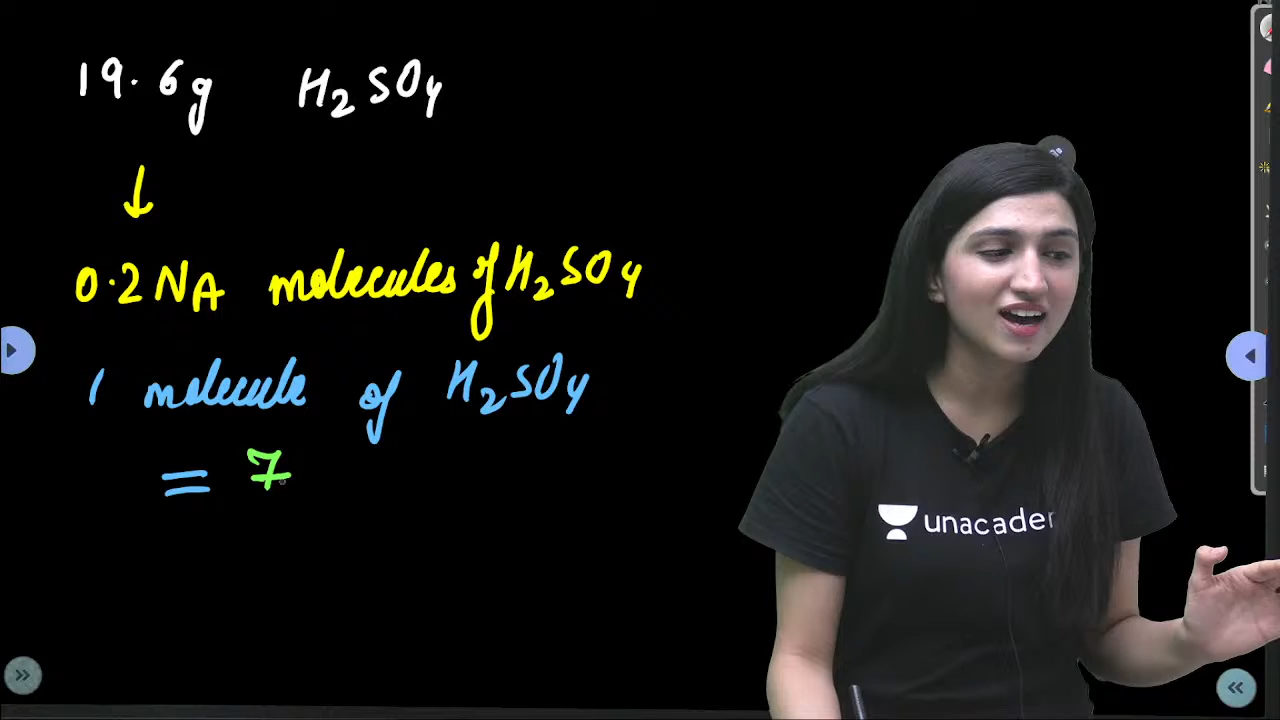 19.6g H₂SO₄
↓
0.2NA molecules of H₂SO₄
1 molecule of H₂SO₄
= 7
unacader